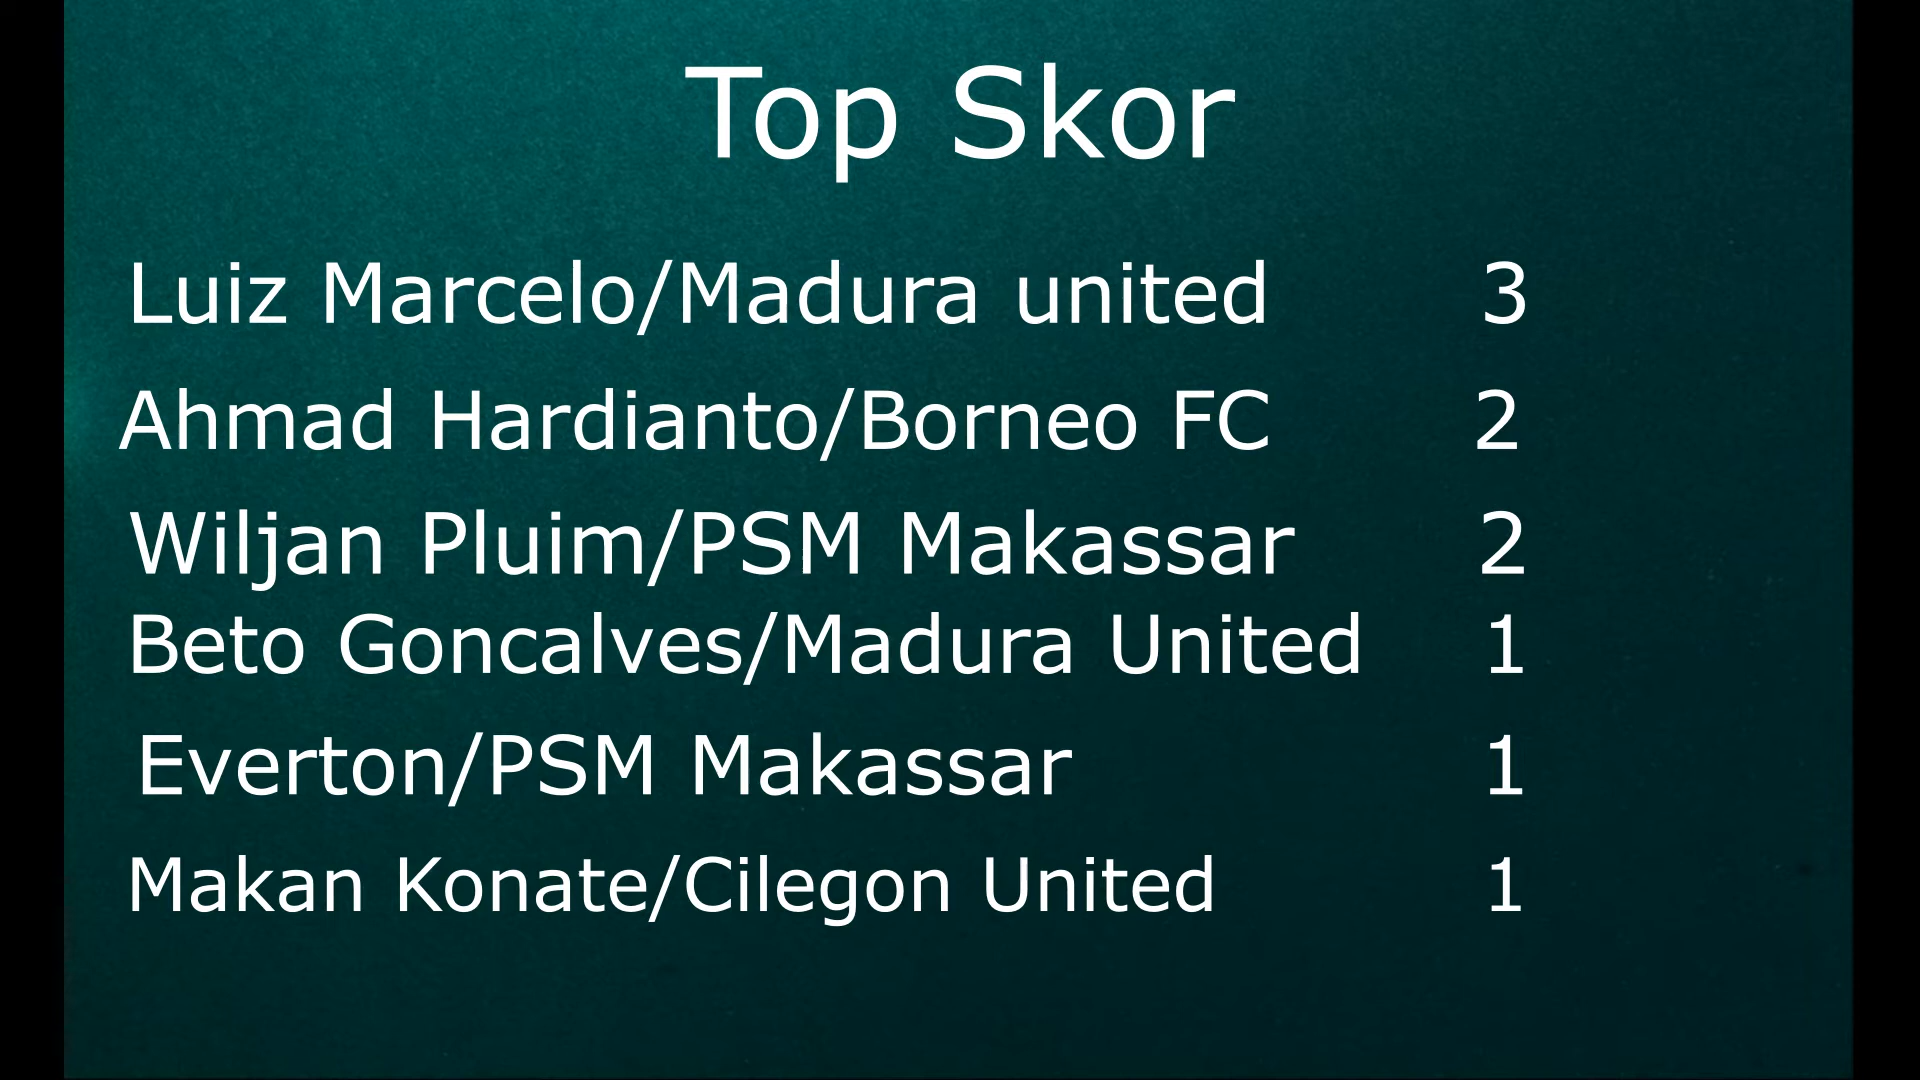 Top Skor
Luiz Marcelo/Madura united 3
Ahmad Hardianto/Borneo FC 2
Wiljan Pluim/PSM Makassar 2
Beto Goncalves/Madura United 1
Everton/PSM Makassar 1
Makan Konate/Cilegon United 1